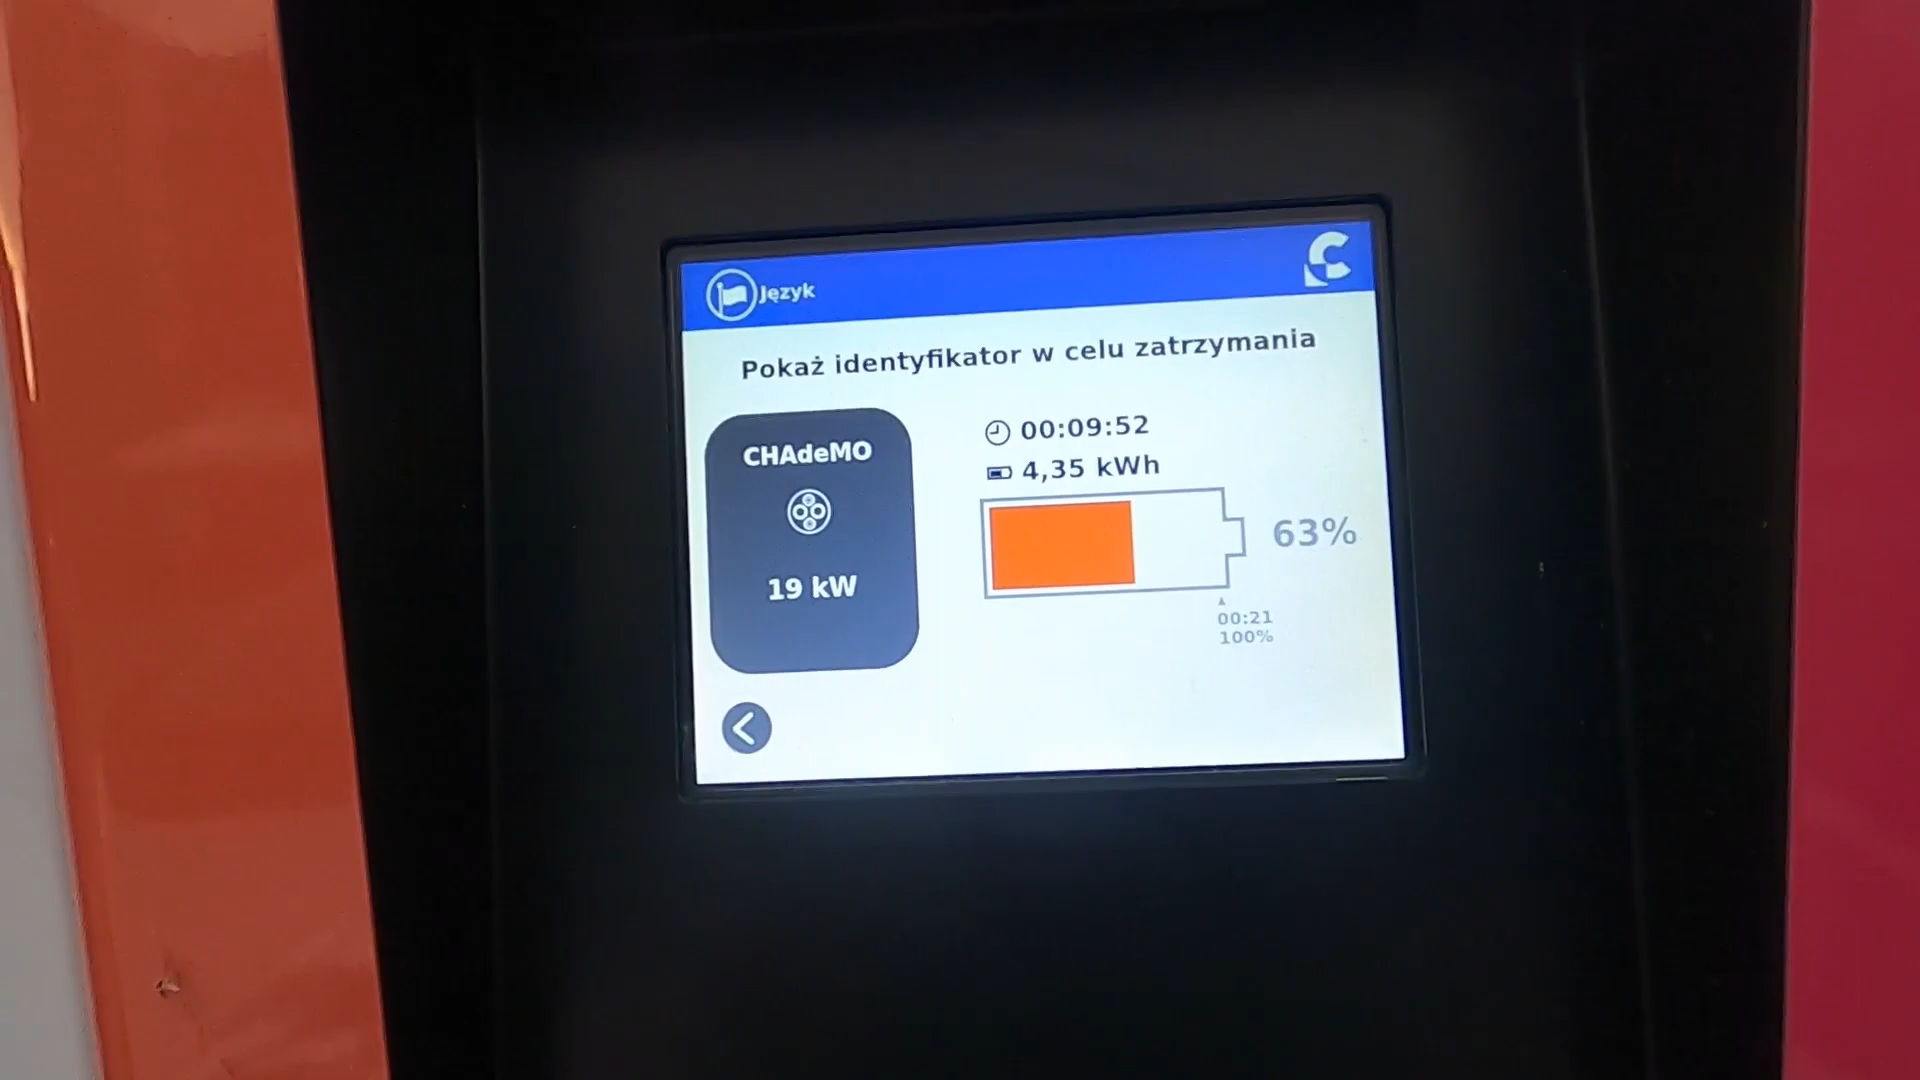 Język
Pokaż identyfikator w celu zatrzymania
CHAdeMO
19 kW
00:09:52
4,35 kWh
63%
00:21
100%